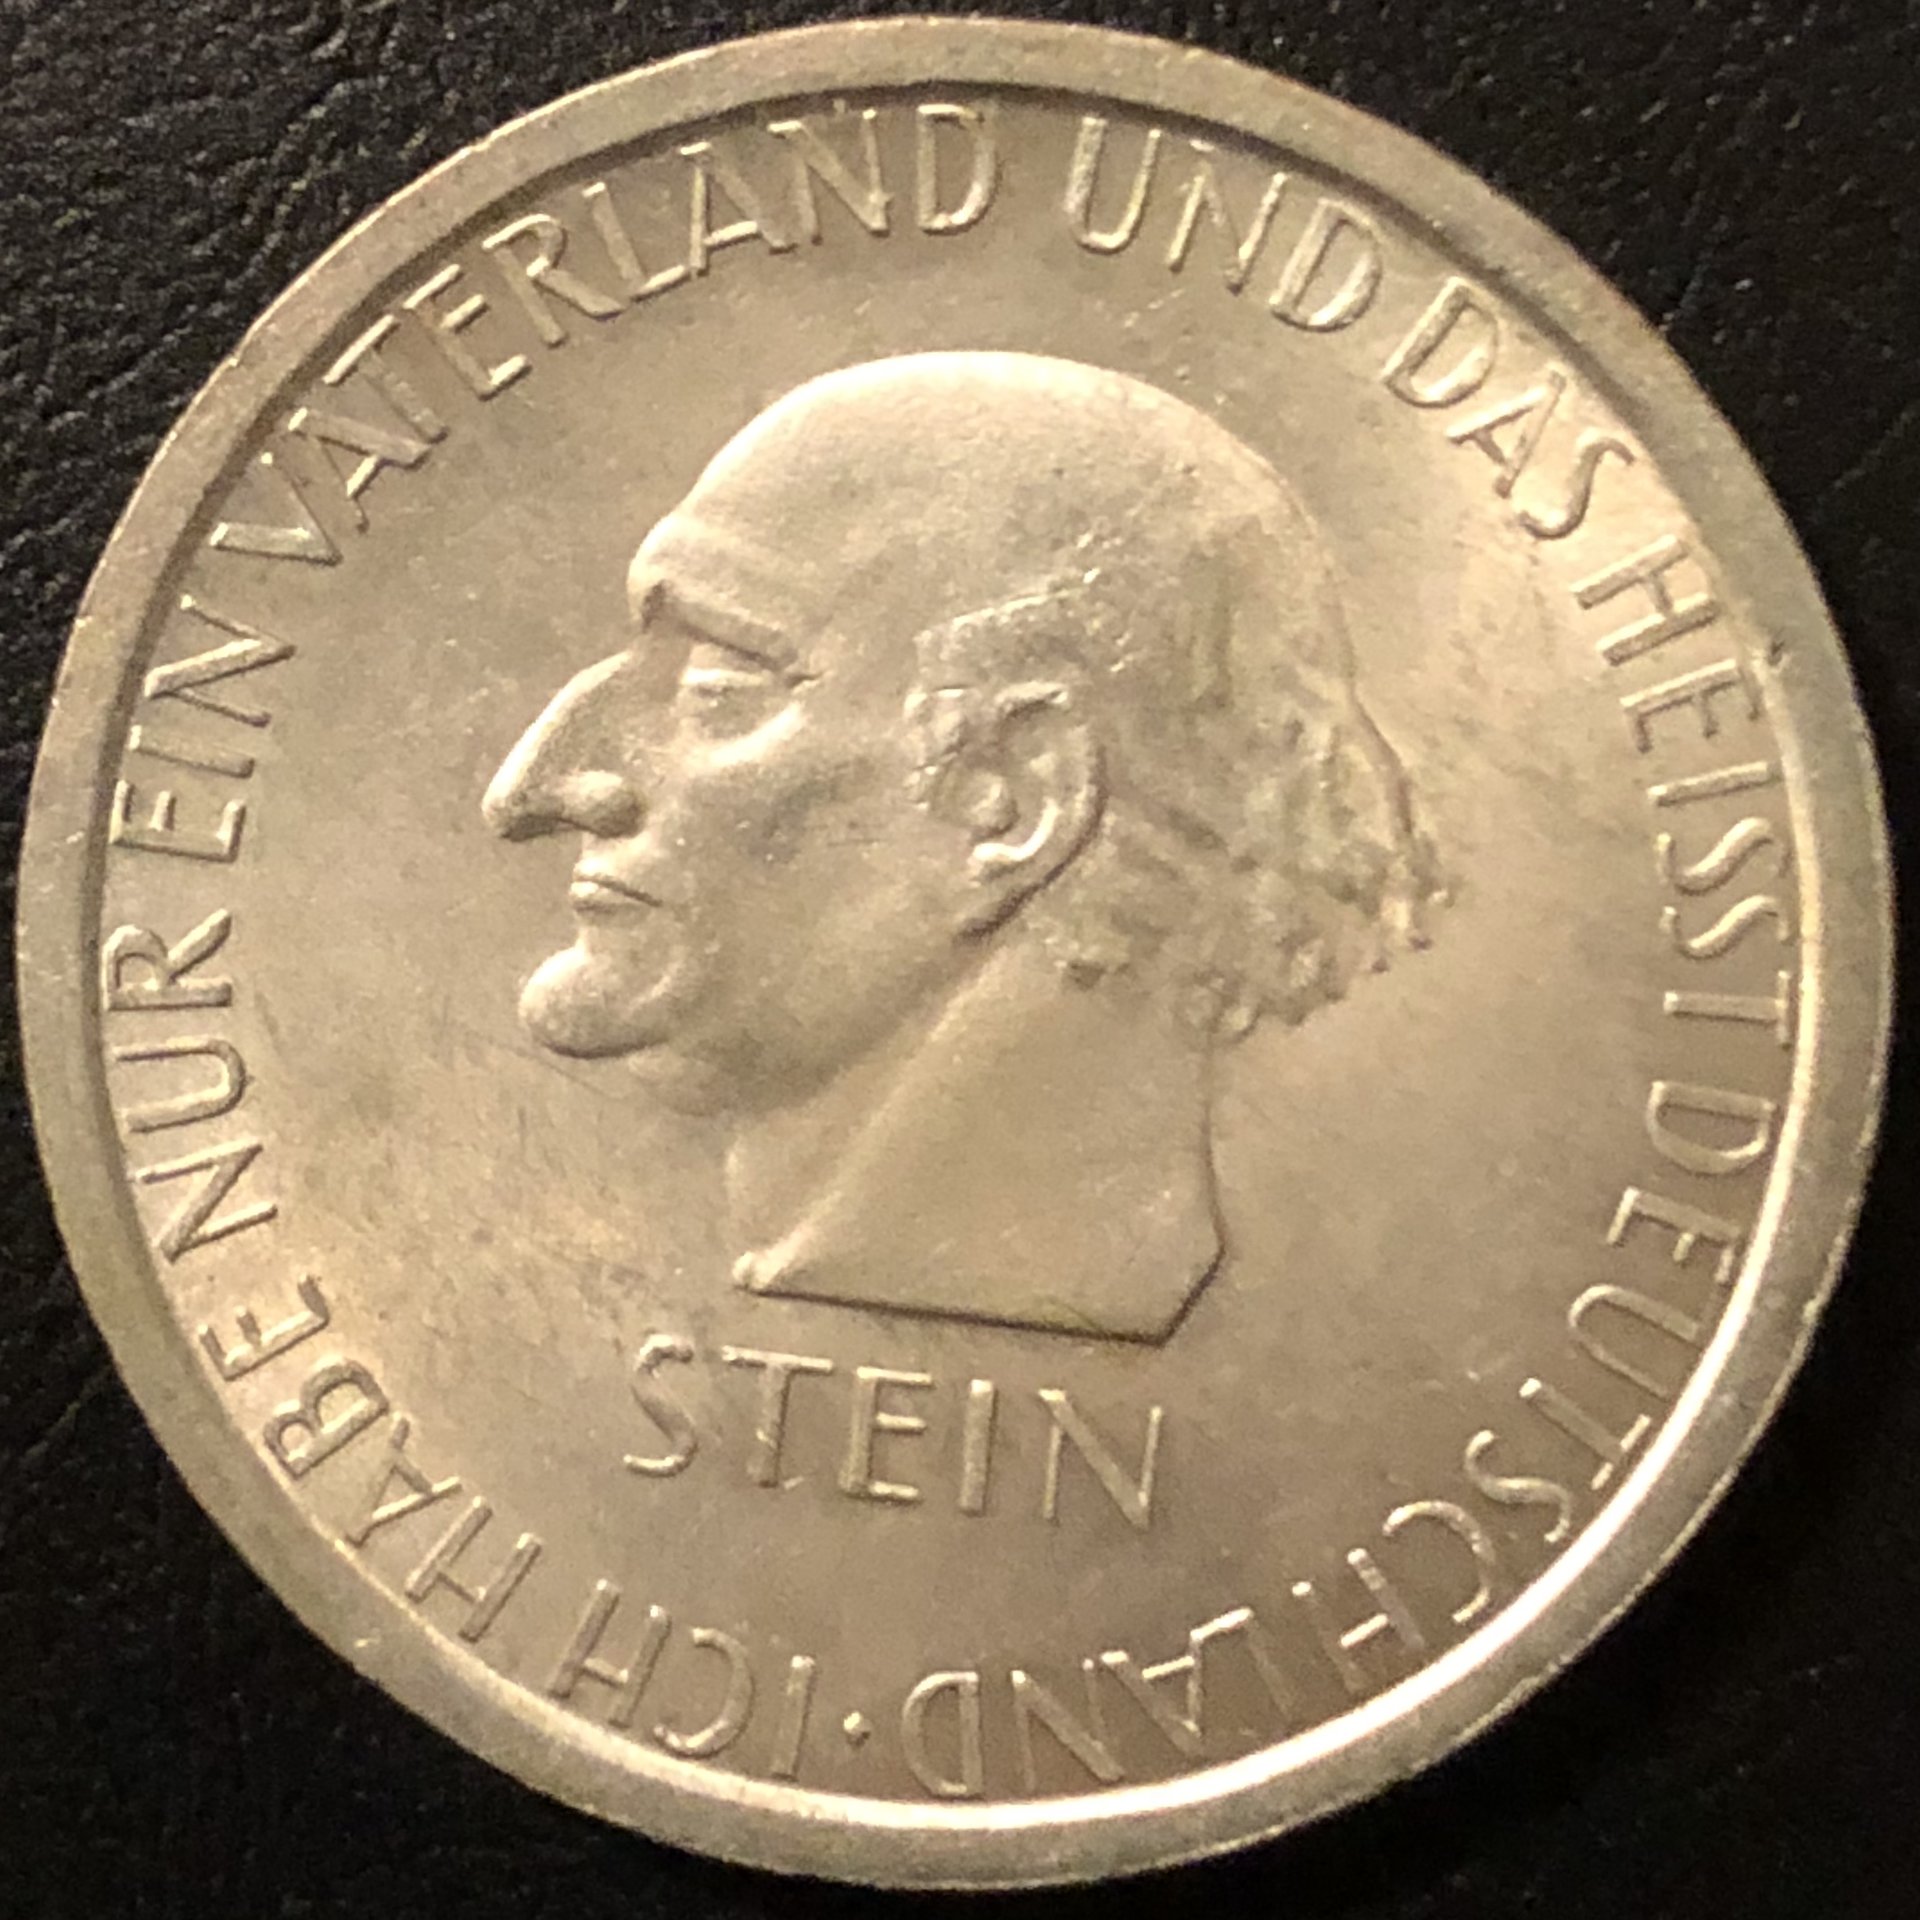 ICH HABE NUR EIN VATERLAND UND DAS HEISST DEUTSCHLAND ·
STEIN